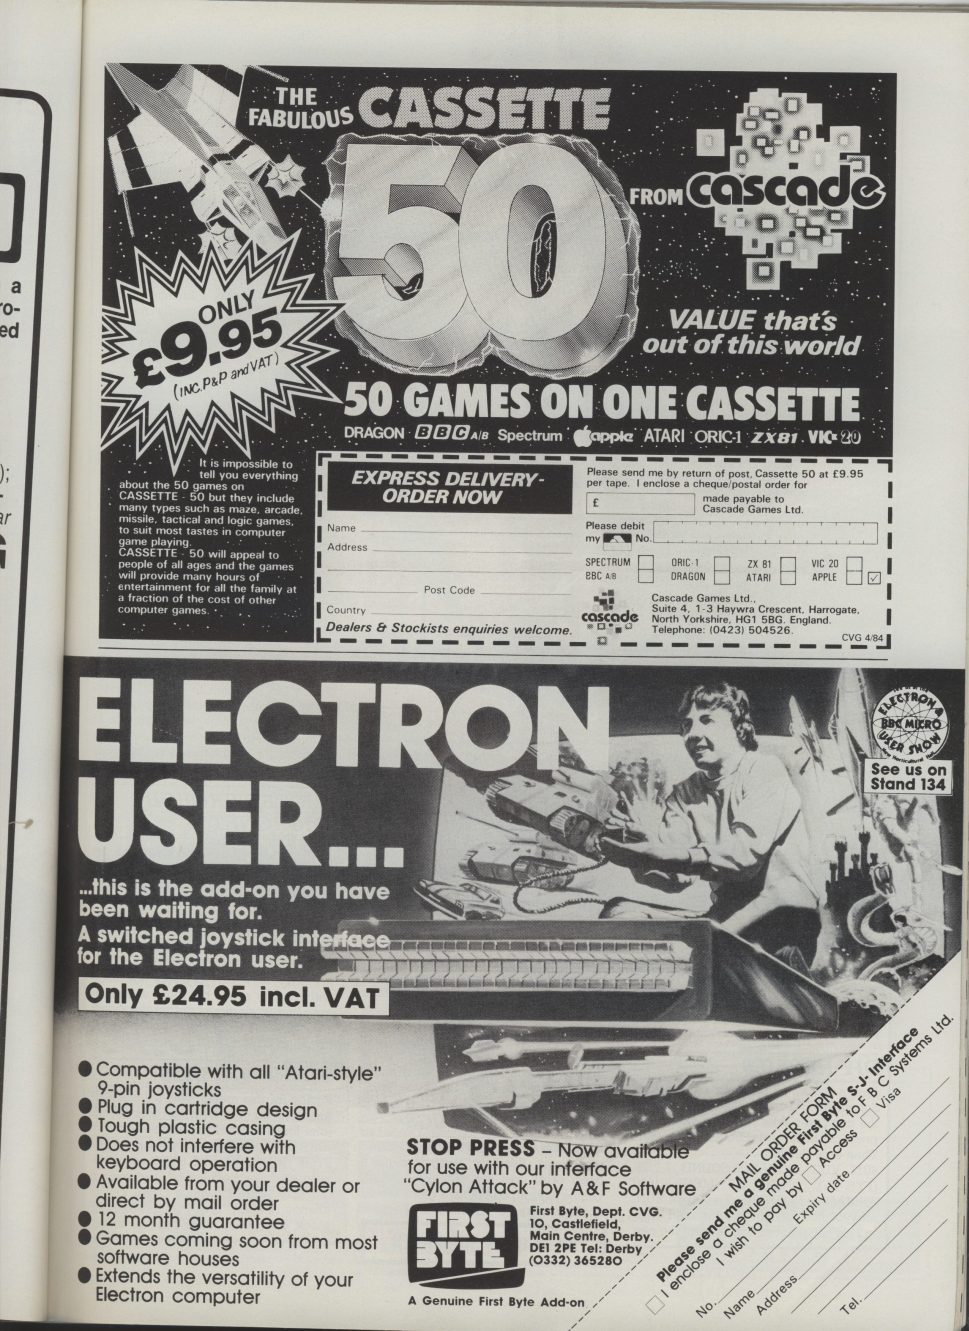 a
ro-
ed
);
ar
THE
FABULOUS CASSETTE
50
FROM cascade
ONLY
£9.95
(INC. P&P and VAT)
VALUE that's
out of this world
50 GAMES ON ONE CASSETTE
DRAGON BBC A/B Spectrum apple ATARI ORIC-1 ZX81 VIC 20
It is impossible to
tell you everything
about the 50 games on
CASSETTE - 50 but they include
many types such as maze, arcade,
missile, tactical and logic games,
to suit most tastes in computer
game playing.
CASSETTE - 50 will appeal to
people of all ages and the games
will provide many hours of
entertainment for all the family at
a fraction of the cost of other
computer games.
EXPRESS DELIVERY-
ORDER NOW
Name
Address
Post Code
Country
Dealers & Stockists enquiries welcome.
Please send me by return of post, Cassette 50 at £9.95
per tape. I enclose a cheque/postal order for
£ made payable to
Cascade Games Ltd.
Please debit
my No.
SPECTRUM ORIC-1 ZX 81 VIC 20
BBC A/B DRAGON ATARI APPLE
cascade
Cascade Games Ltd.,
Suite 4, 1-3 Haywra Crescent, Harrogate,
North Yorkshire, HG1 5BG. England.
Telephone: (0423) 504526.
CVG 4/84
ELECTRON
USER...
...this is the add-on you have
been waiting for.
A switched joystick interface
for the Electron user.
Only £24.95 incl. VAT
ELECTRON &
BBC MICRO
USER SHOW
See us on
Stand 134
Compatible with all "Atari-style"
9-pin joysticks
Plug in cartridge design
Tough plastic casing
Does not interfere with
keyboard operation
Available from your dealer or
direct by mail order
12 month guarantee
Games coming soon from most
software houses
Extends the versatility of your
Electron computer
STOP PRESS – Now available
for use with our interface
"Cylon Attack" by A&F Software
FIRST
BYTE
First Byte, Dept. CVG.
10, Castlefield,
Main Centre, Derby.
DE1 2PE Tel: Derby
(0332) 365280
A Genuine First Byte Add-on
MAIL ORDER FORM
Please send me a genuine First Byte S-J- Interface
I enclose a cheque made payable to F B C Systems Ltd.
I wish to pay by Access Visa
Expiry date
No.
Name
Address
Tel.